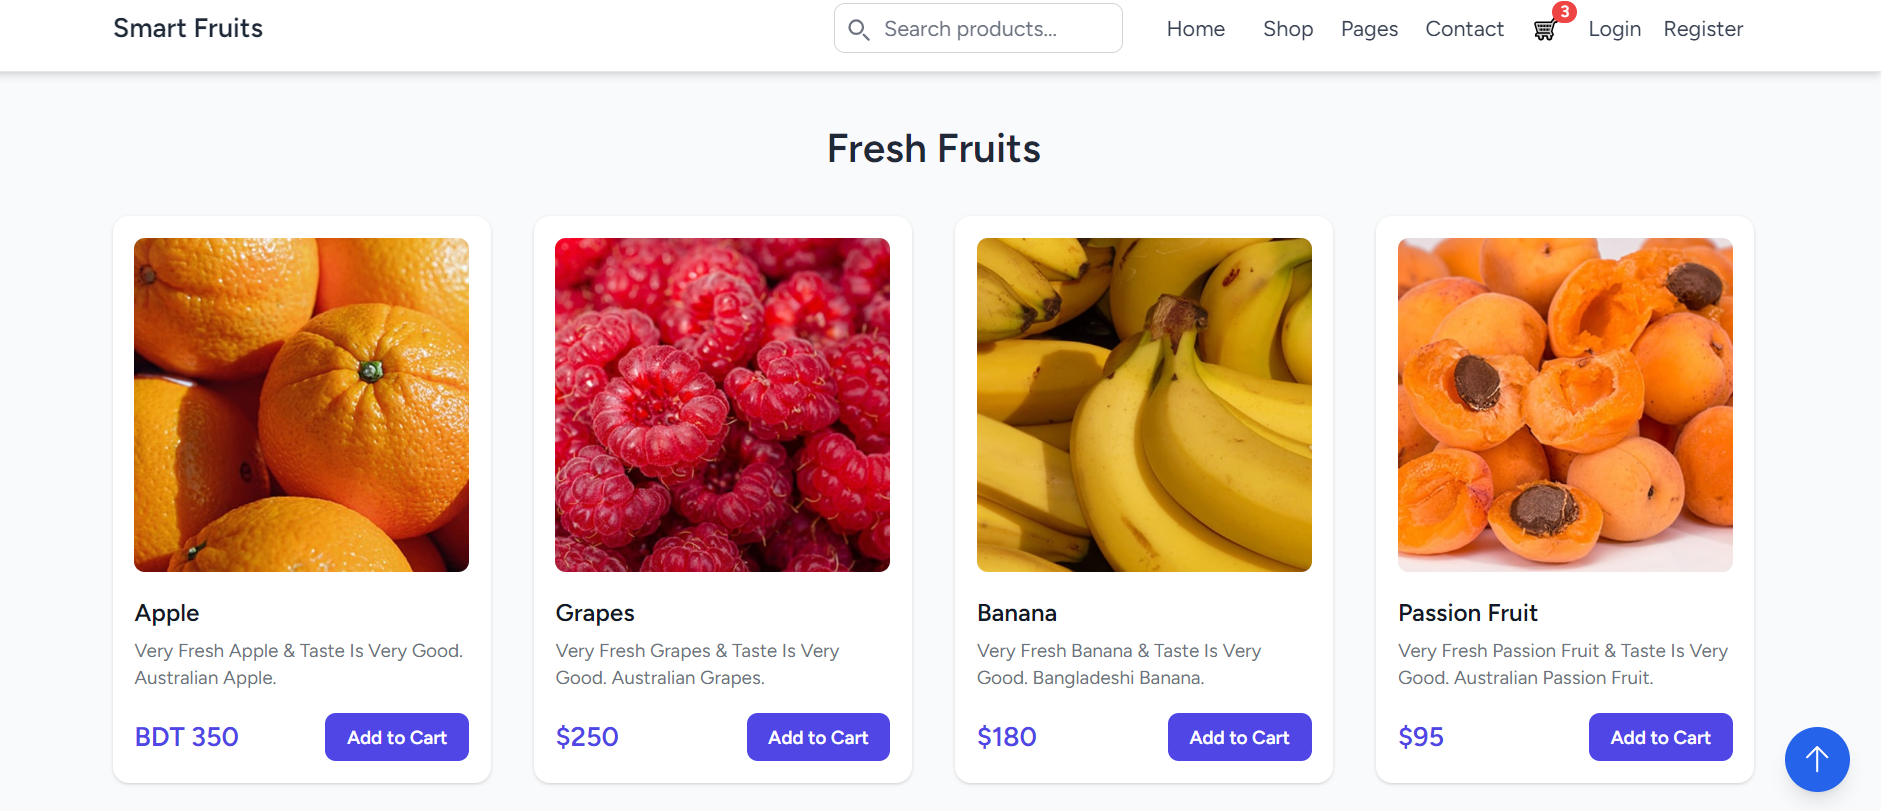 Smart Fruits
Search products...
Home
Shop
Pages
Contact
3
Login
Register
Fresh Fruits
Apple
Very Fresh Apple & Taste Is Very Good.
Australian Apple.
BDT 350
Add to Cart
Grapes
Very Fresh Grapes & Taste Is Very
Good. Australian Grapes.
$250
Add to Cart
Banana
Very Fresh Banana & Taste Is Very
Good. Bangladeshi Banana.
$180
Add to Cart
Passion Fruit
Very Fresh Passion Fruit & Taste Is Very
Good. Australian Passion Fruit.
$95
Add to Cart